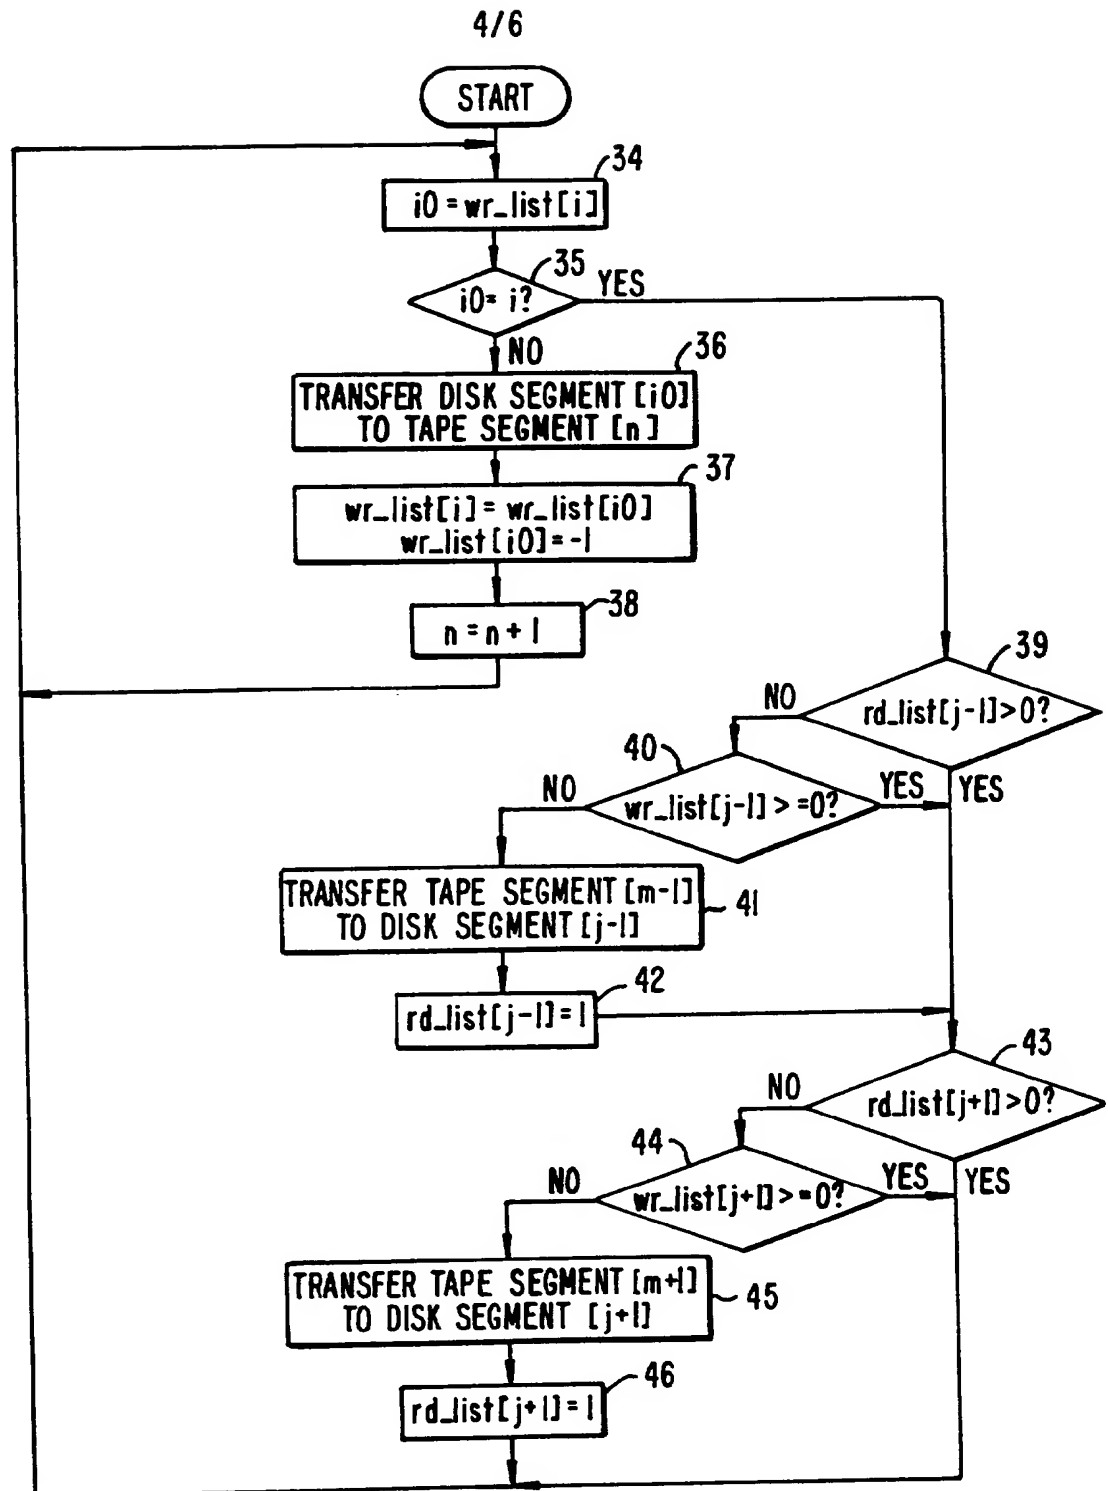 4/6
START
34
i0 = wr_list[i]
35
i0 = i?
YES
NO
36
TRANSFER DISK SEGMENT [i0]
TO TAPE SEGMENT [n]
37
wr_list[i] = wr_list[i0]
wr_list[i0] = -1
38
n = n + 1
39
rd_list[j-1] > 0?
NO
YES
40
wr_list[j-1] > = 0?
NO
YES
TRANSFER TAPE SEGMENT [m-1]
TO DISK SEGMENT [j-1]
41
42
rd_list[j-1] = 1
43
rd_list[j+1] > 0?
NO
YES
44
wr_list[j+1] > = 0?
NO
YES
TRANSFER TAPE SEGMENT [m+1]
TO DISK SEGMENT [j+1]
45
46
rd_list[j+1] = 1